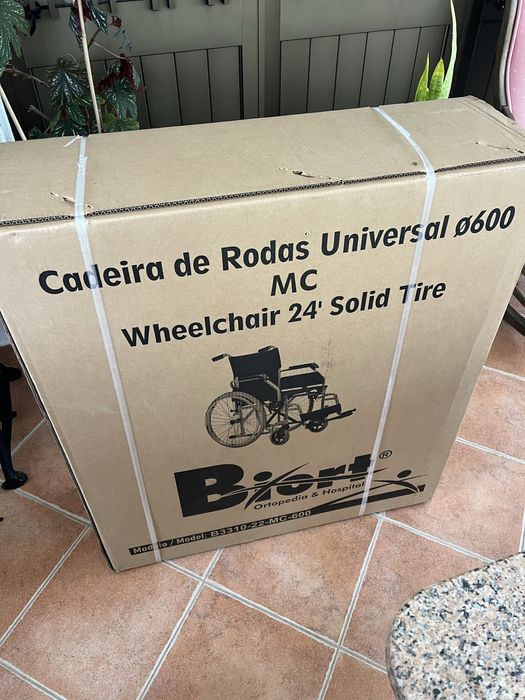 Cadeira de Rodas Universal ø600
MC
Wheelchair 24' Solid Tire
Biort®
Ortopedia & Hospital
Modelo / Model: B3310-22-MC-600